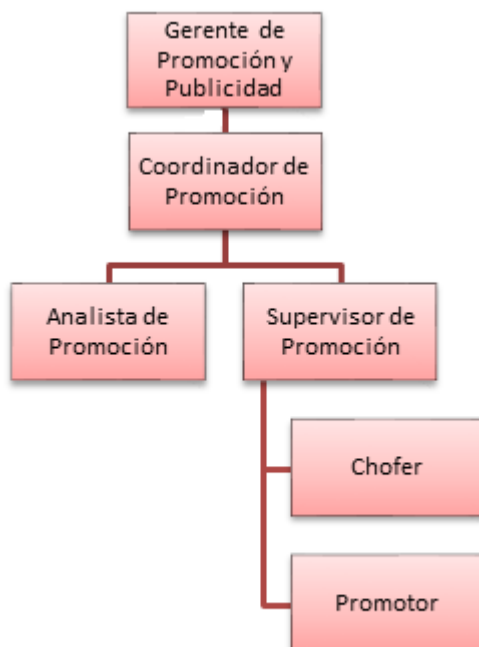 Gerente de
Promoción y
Publicidad
Coordinador de
Promoción
Analista de
Promoción
Supervisor de
Promoción
Chofer
Promotor